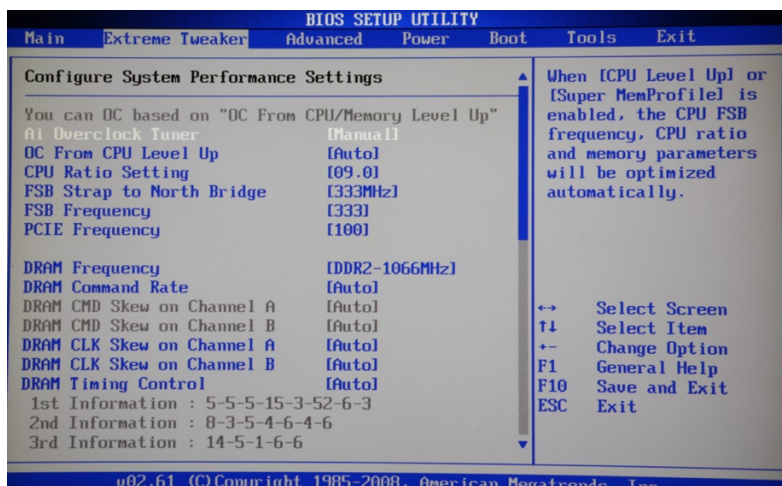 BIOS SETUP UTILITY
Main Extreme Tweaker Advanced Power Boot Tools Exit
Configure System Performance Settings
You can OC based on "OC From CPU/Memory Level Up"
Ai Overclock Tuner [Manual]
OC From CPU Level Up [Auto]
CPU Ratio Setting [09.0]
FSB Strap to North Bridge [333MHz]
FSB Frequency [333]
PCIE Frequency [100]
DRAM Frequency [DDR2-1066MHz]
DRAM Command Rate [Auto]
DRAM CMD Skew on Channel A [Auto]
DRAM CMD Skew on Channel B [Auto]
DRAM CLK Skew on Channel A [Auto]
DRAM CLK Skew on Channel B [Auto]
DRAM Timing Control [Auto]
1st Information : 5-5-5-15-3-52-6-3
2nd Information : 8-3-5-4-6-4-6
3rd Information : 14-5-1-6-6
When [CPU Level Up] or
[Super MemProfile] is
enabled, the CPU FSB
frequency, CPU ratio
and memory parameters
will be optimized
automatically.
↔ Select Screen
↑↓ Select Item
+- Change Option
F1 General Help
F10 Save and Exit
ESC Exit
v02.61 (C)Copyright 1985-2008, American Megatrends, Inc.